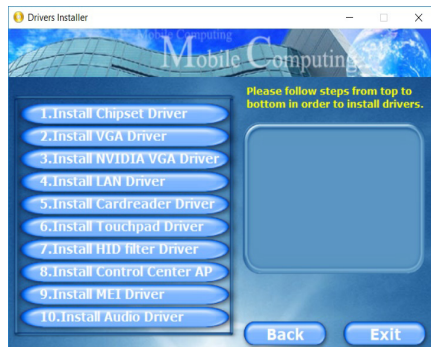 Drivers Installer
Mobile Computing
Mobile Computing
Please follow steps from top to
bottom in order to install drivers.
1.Install Chipset Driver
2.Install VGA Driver
3.Install NVIDIA VGA Driver
4.Install LAN Driver
5.Install Cardreader Driver
6.Install Touchpad Driver
7.Install HID filter Driver
8.Install Control Center AP
9.Install MEI Driver
10.Install Audio Driver
Back
Exit